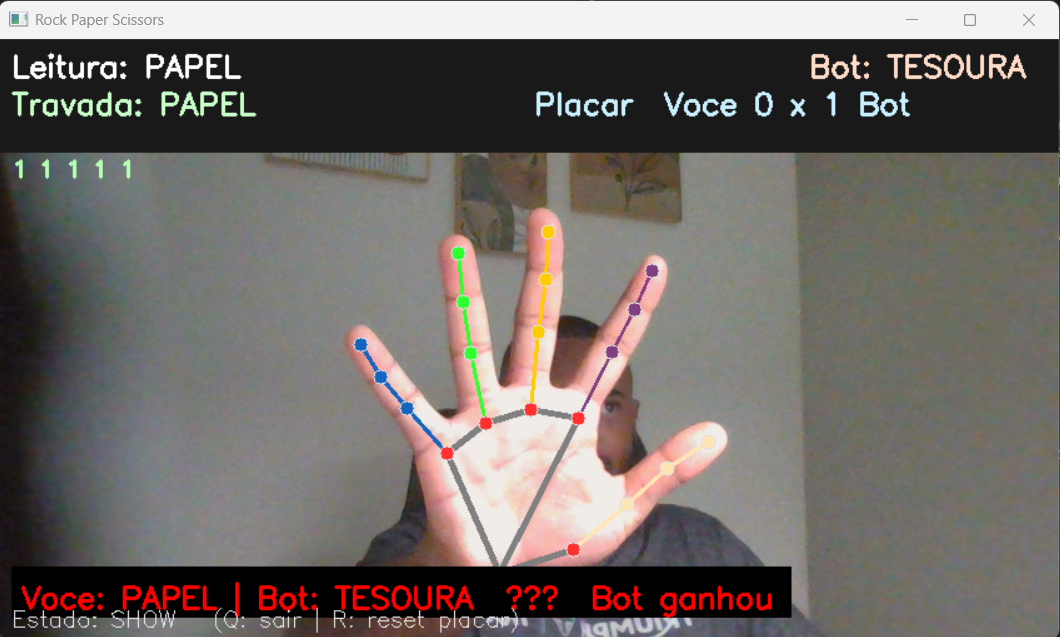 Rock Paper Scissors
Leitura: PAPEL
Bot: TESOURA
Travada: PAPEL
Placar Voce 0 x 1 Bot
1 1 1 1 1
Voce: PAPEL | Bot: TESOURA ??? Bot ganhou
Estado: SHOW (Q: sair | R: reset placar)